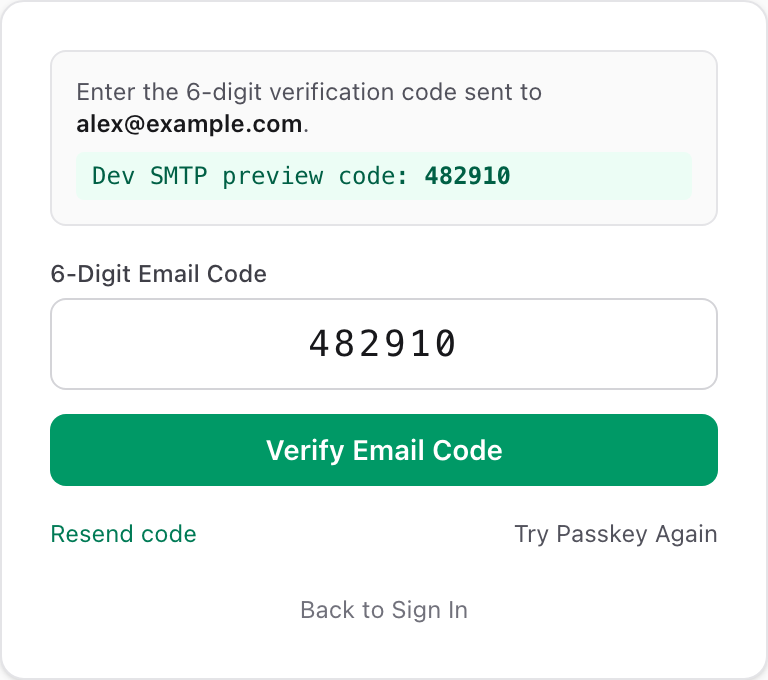 Enter the 6-digit verification code sent to
alex@example.com.
Dev SMTP preview code: 482910
6-Digit Email Code
482910
Verify Email Code
Resend code
Try Passkey Again
Back to Sign In